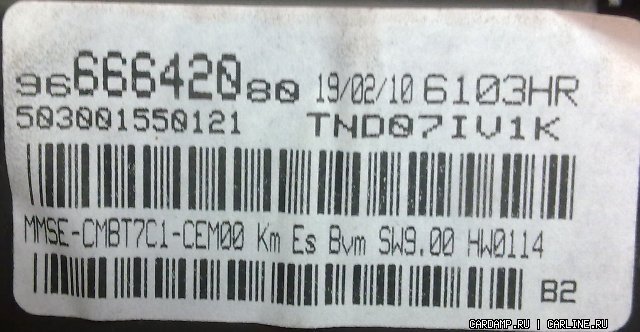 9666642080 19/02/10 6103HR
503001550121 TND07IV1K
MMSE-CMBT7C1-CEM00 Km Es Bvm SW9.00 HW0114
B2
CARDAMP.RU | CARLINE.RU